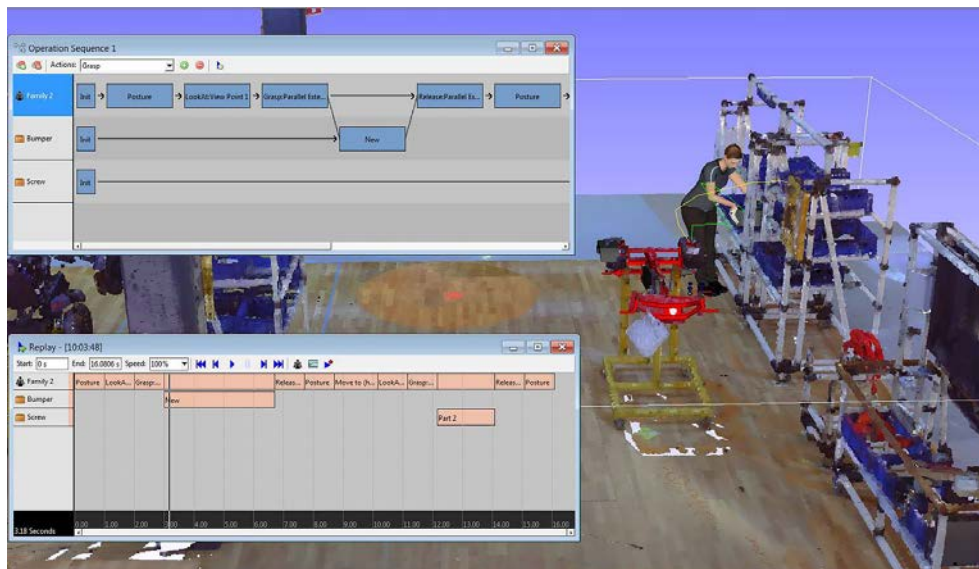 Operation Sequence 1
Actions: Grasp
Family 2 Init Posture LookAt:View Point 1 Grasp:Parallel Exte... Release:Parallel Ex... Posture
Bumper Init New
Screw Init
Replay - [10:03:48]
Start: 0 s End: 16.0806 s Speed: 100%
Family 2 Posture LookA... Grasp:... Releas... Posture Move to (h... LookA... Grasp:... Releas... Posture
Bumper New
Screw Part 2
3.18 Seconds 0.00 1.00 2.00 3.00 4.00 5.00 6.00 7.00 8.00 9.00 10.00 11.00 12.00 13.00 14.00 15.00 16.00